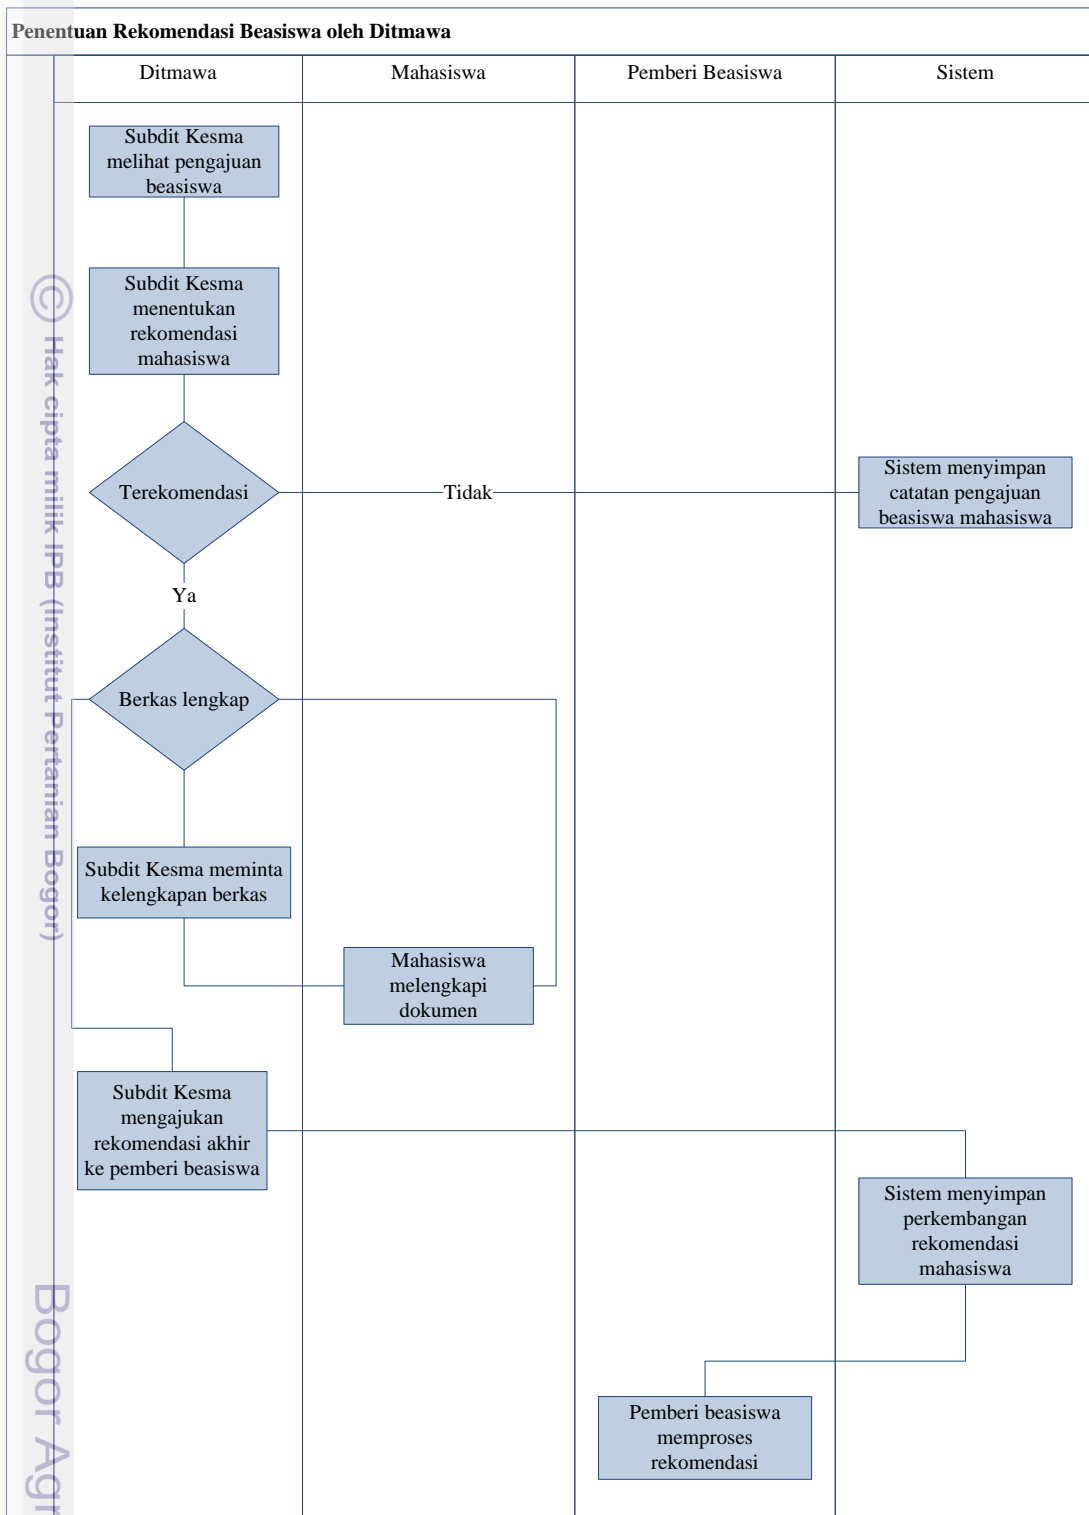 Penentuan Rekomendasi Beasiswa oleh Ditmawa
Ditmawa
Mahasiswa
Pemberi Beasiswa
Sistem
Subdit Kesma
melihat pengajuan
beasiswa
Subdit Kesma
menentukan
rekomendasi
mahasiswa
Terekomendasi
Tidak
Sistem menyimpan
catatan pengajuan
beasiswa mahasiswa
Ya
Berkas lengkap
Subdit Kesma meminta
kelengkapan berkas
Mahasiswa
melengkapi
dokumen
Subdit Kesma
mengajukan
rekomendasi akhir
ke pemberi beasiswa
Sistem menyimpan
perkembangan
rekomendasi
mahasiswa
Pemberi beasiswa
memproses
rekomendasi
© Hak cipta milik IPB (Institut Pertanian Bogor)
Bogor Agr